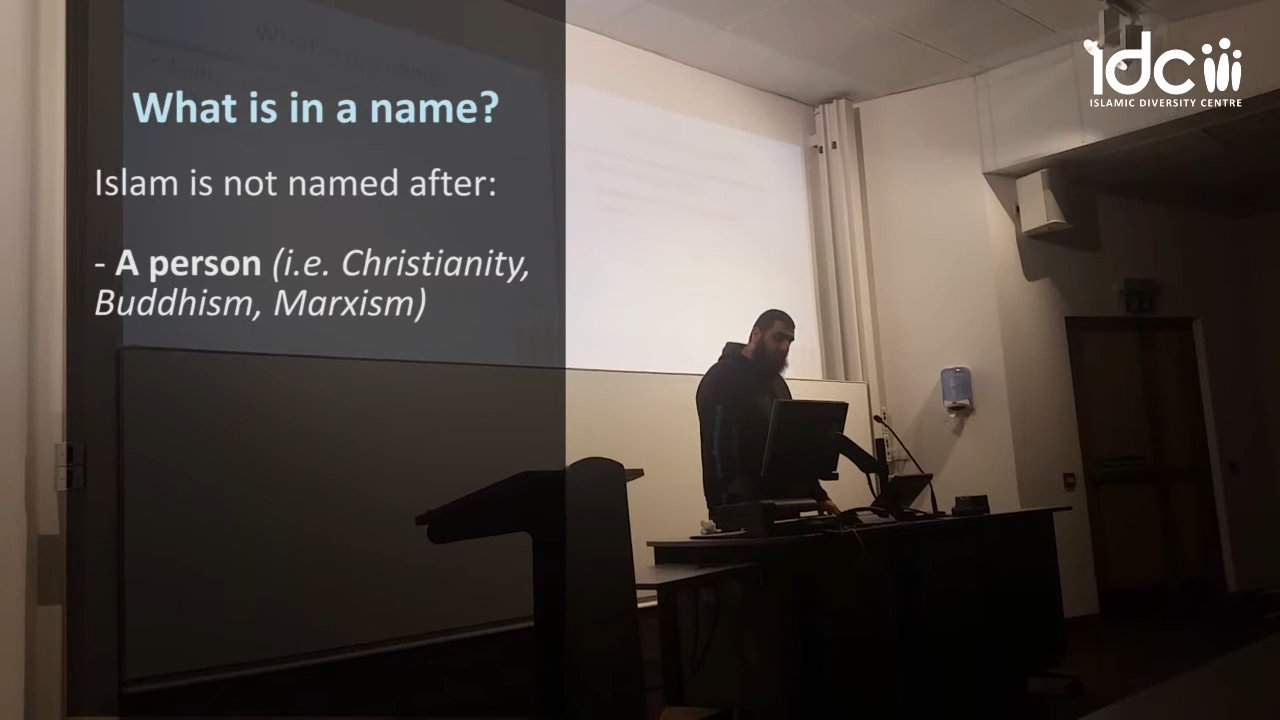 What is in a name?
Islam is not named after:
- A person (i.e. Christianity,
Buddhism, Marxism)
idc
ISLAMIC DIVERSITY CENTRE